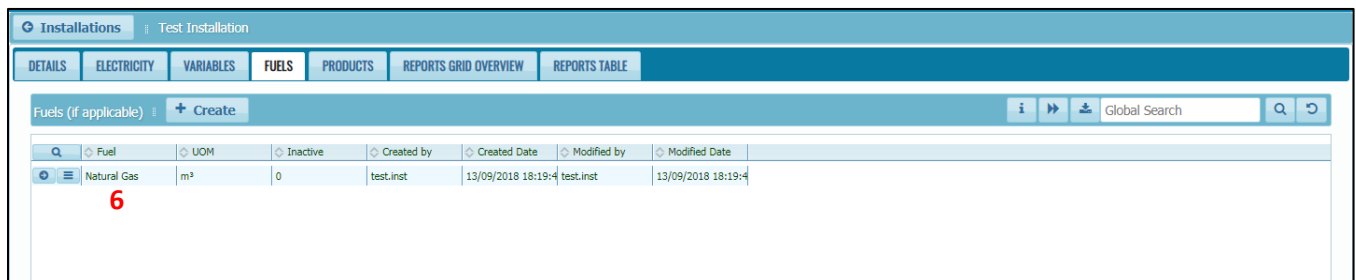 Installations Test Installation
DETAILS ELECTRICITY VARIABLES FUELS PRODUCTS REPORTS GRID OVERVIEW REPORTS TABLE
Fuels (if applicable) + Create i Global Search
Fuel UOM Inactive Created by Created Date Modified by Modified Date
Natural Gas m³ 0 test.inst 13/09/2018 18:19:4 test.inst 13/09/2018 18:19:4
6